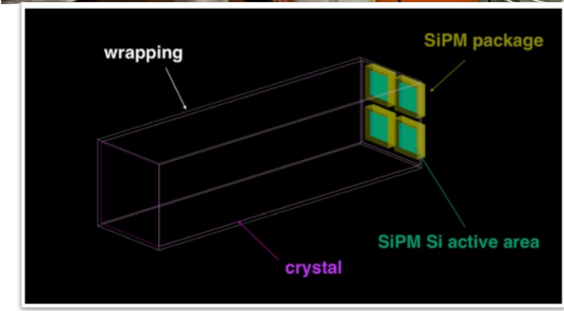 SiPM package
wrapping
SiPM Si active area
crystal